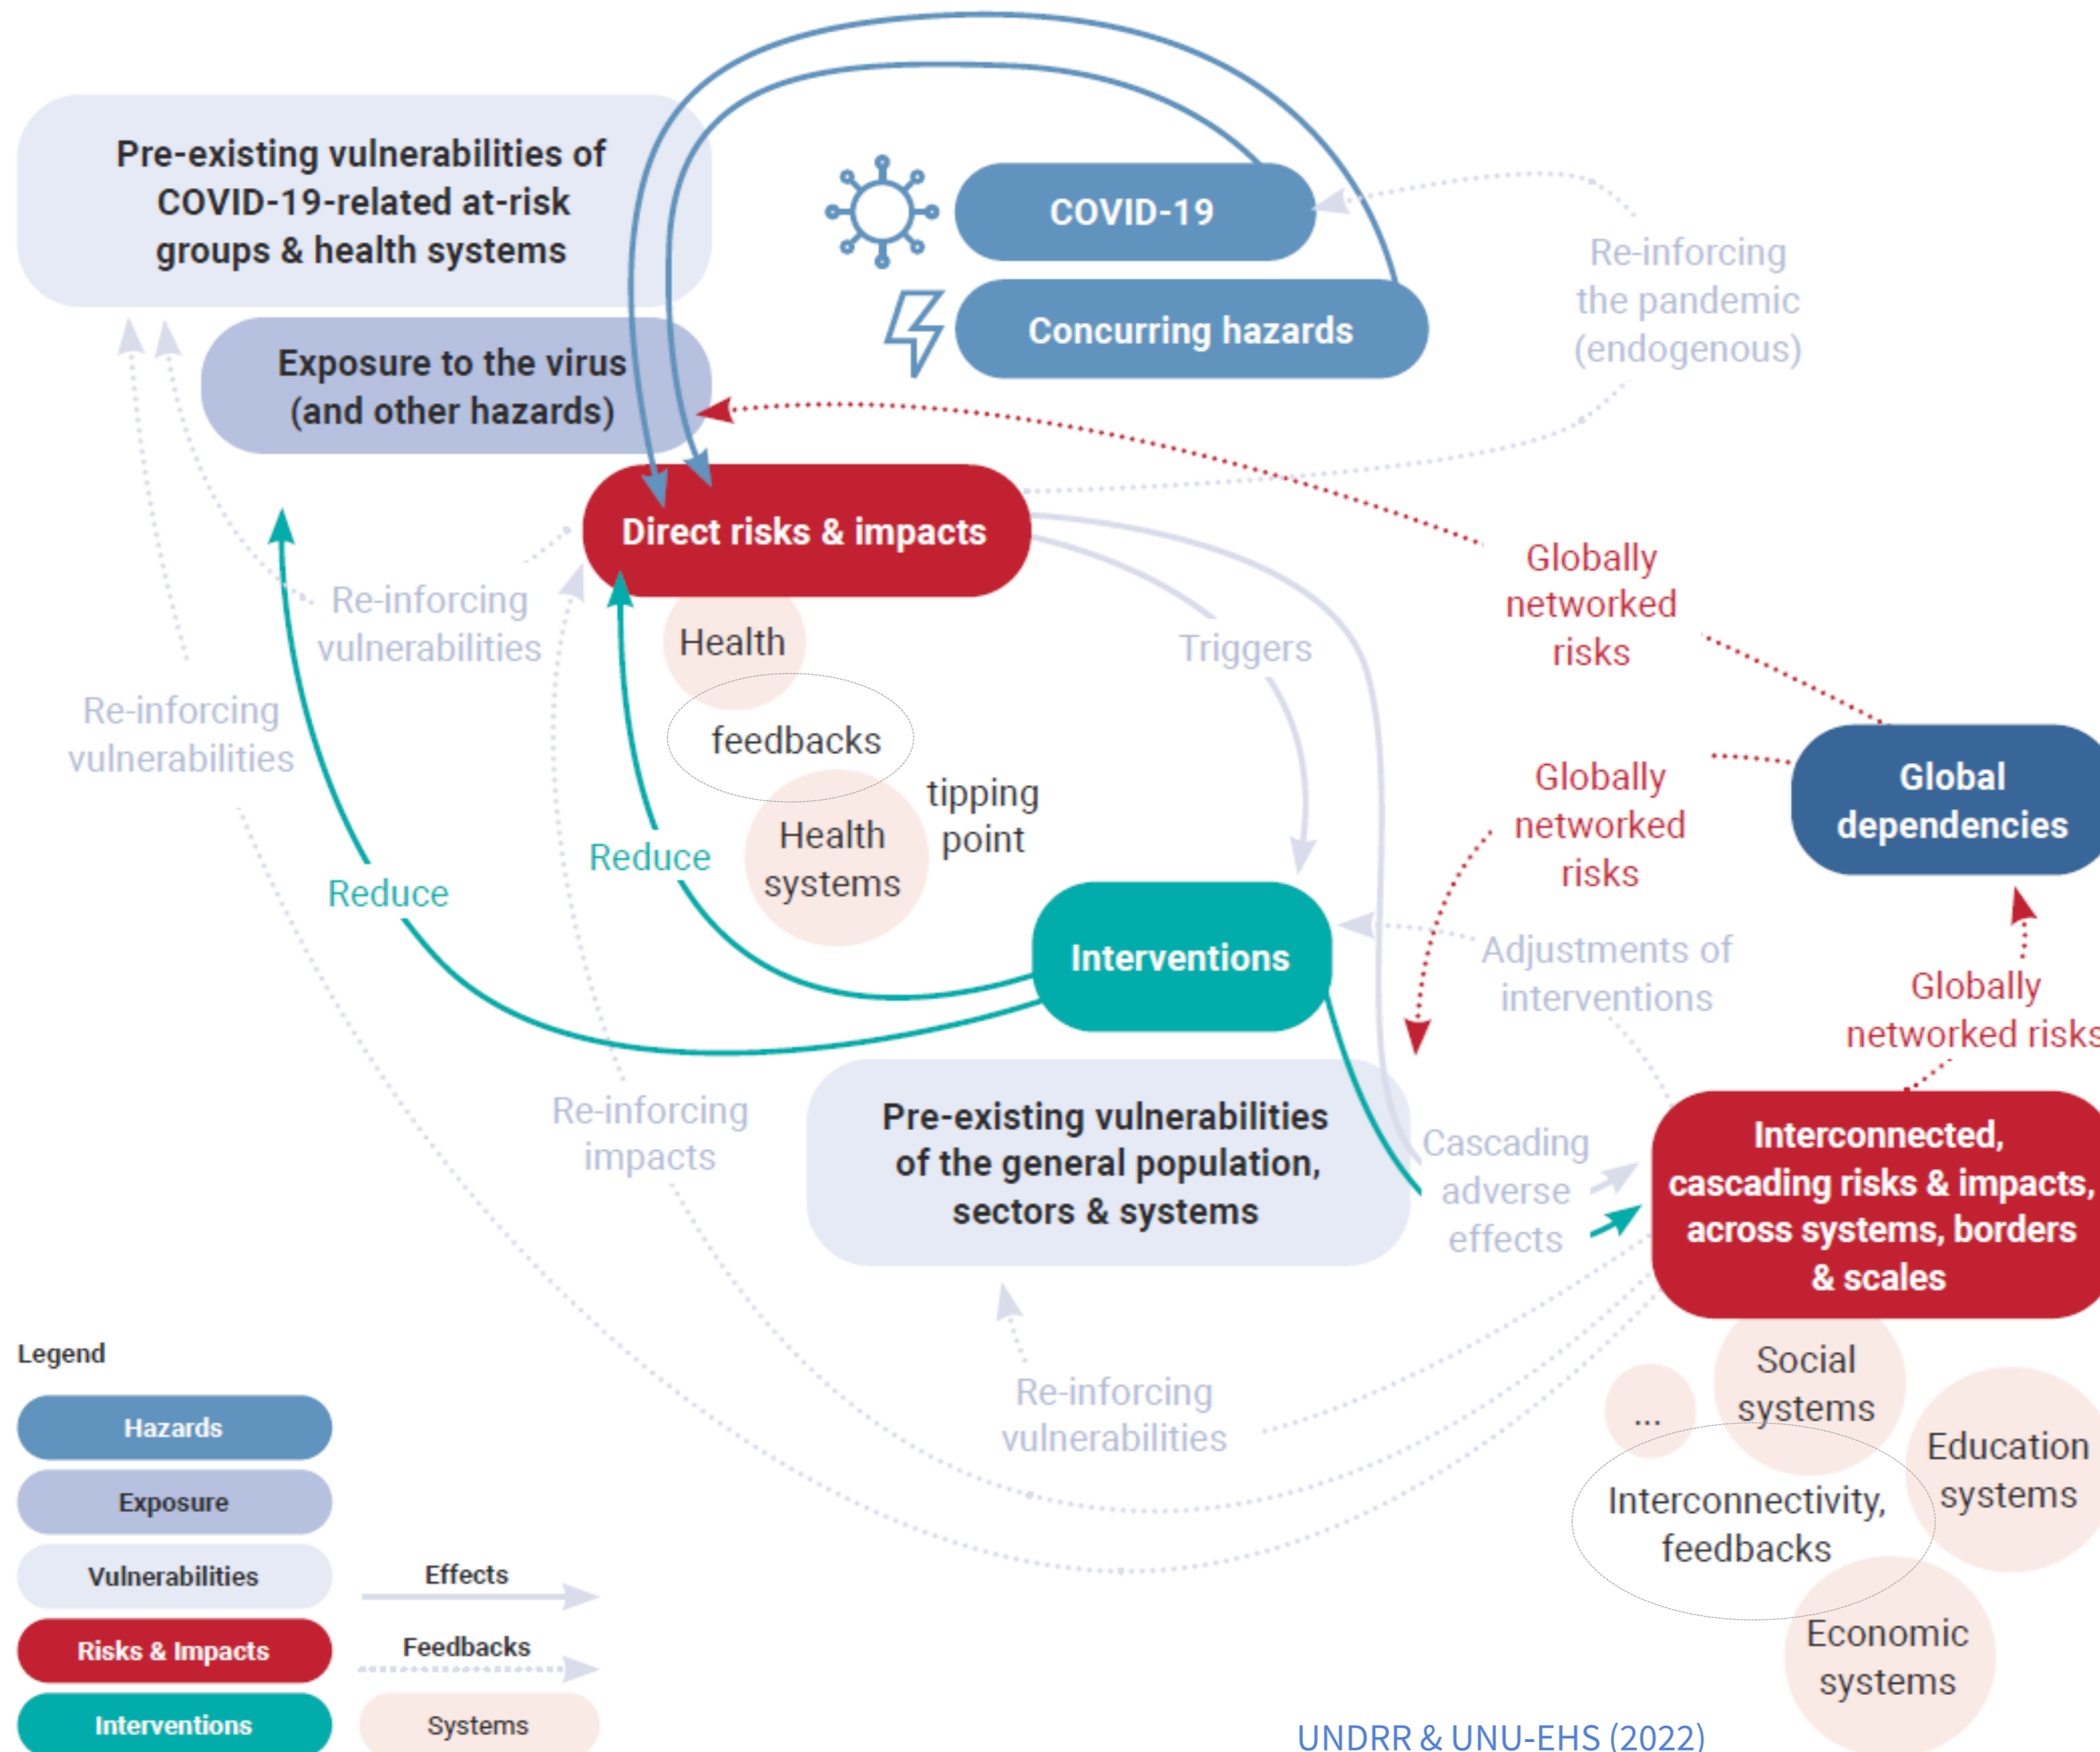 Pre-existing vulnerabilities of
COVID-19-related at-risk
groups & health systems
COVID-19
Concurring hazards
Re-inforcing
the pandemic
(endogenous)
Exposure to the virus
(and other hazards)
Direct risks & impacts
Globally
networked
risks
Re-inforcing
vulnerabilities
Health
Triggers
feedbacks
Re-inforcing
vulnerabilities
tipping
point
Health
systems
Reduce
Reduce
Globally
networked
risks
Global
dependencies
Interventions
Adjustments of
interventions
Globally
networked risks
Re-inforcing
impacts
Pre-existing vulnerabilities
of the general population,
sectors & systems
Cascading
adverse
effects
Interconnected,
cascading risks & impacts,
across systems, borders
& scales
Re-inforcing
vulnerabilities
Social
systems
...
Education
systems
Interconnectivity,
feedbacks
Economic
systems
Legend
Hazards
Exposure
Vulnerabilities
Risks & Impacts
Interventions
Effects
Feedbacks
Systems
UNDRR & UNU-EHS (2022)